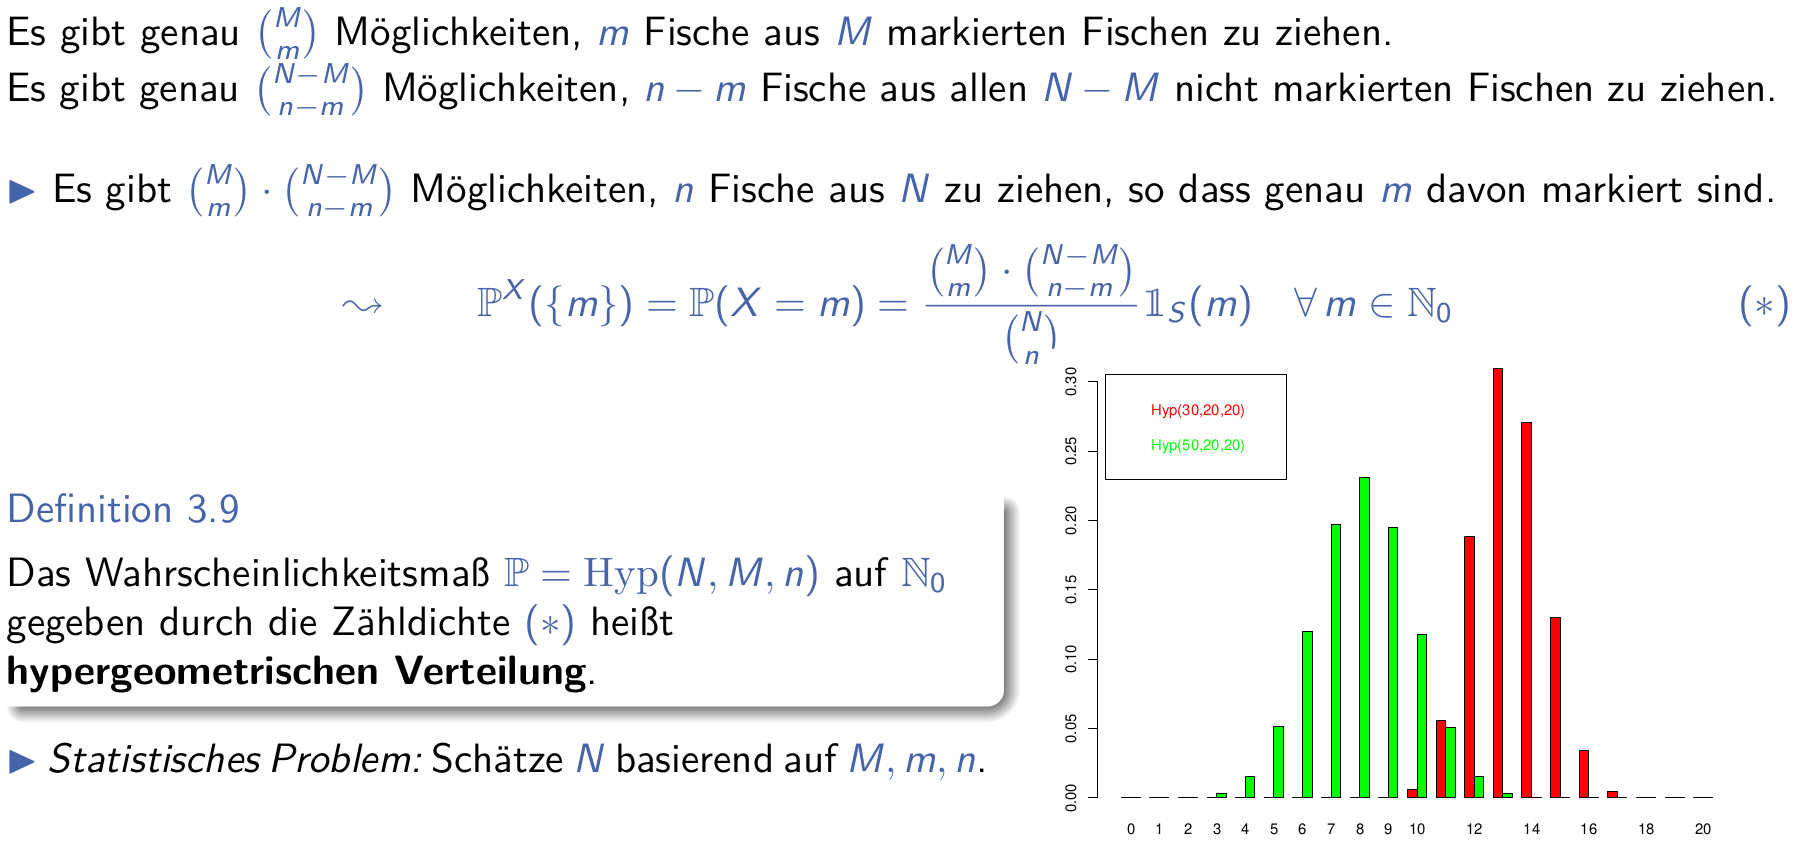 Es gibt genau $\binom{M}{m}$ Möglichkeiten, $m$ Fische aus $M$ markierten Fischen zu ziehen.
Es gibt genau $\binom{N-M}{n-m}$ Möglichkeiten, $n-m$ Fische aus allen $N-M$ nicht markierten Fischen zu ziehen.
▶ Es gibt $\binom{M}{m} \cdot \binom{N-M}{n-m}$ Möglichkeiten, $n$ Fische aus $N$ zu ziehen, so dass genau $m$ davon markiert sind.
$\leadsto \quad \mathbb{P}^X(\{m\}) = \mathbb{P}(X = m) = \frac{\binom{M}{m} \cdot \binom{N-M}{n-m}}{\binom{N}{n}} \mathbb{1}_S(m) \quad \forall\, m \in \mathbb{N}_0 \quad (*)$
Definition 3.9
Das Wahrscheinlichkeitsmaß $\mathbb{P} = \mathrm{Hyp}(N, M, n)$ auf $\mathbb{N}_0$
gegeben durch die Zähldichte $(*)$ heißt
hypergeometrischen Verteilung.
▶ Statistisches Problem: Schätze $N$ basierend auf $M, m, n$.
Hyp(30,20,20)
Hyp(50,20,20)
0.30
0.25
0.20
0.15
0.10
0.05
0.00
0 1 2 3 4 5 6 7 8 9 10 12 14 16 18 20